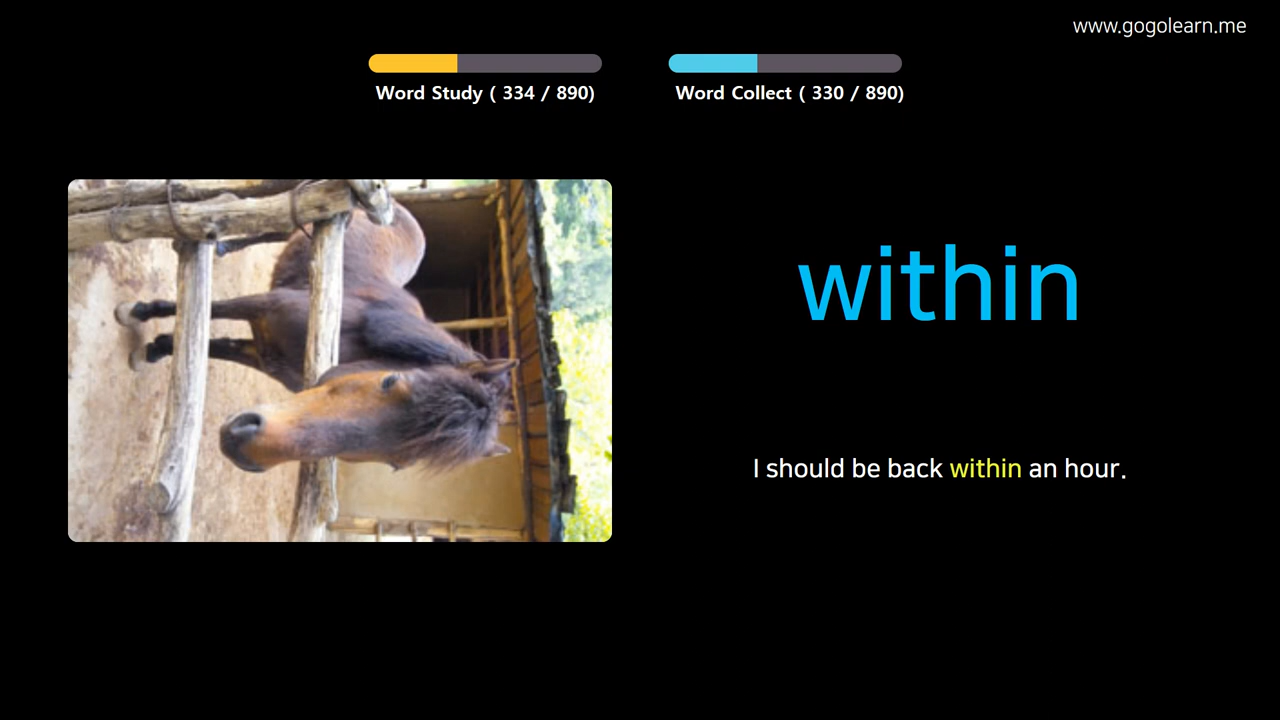 www.gogolearn.me
Word Study ( 334 / 890)
Word Collect ( 330 / 890)
within
I should be back within an hour.